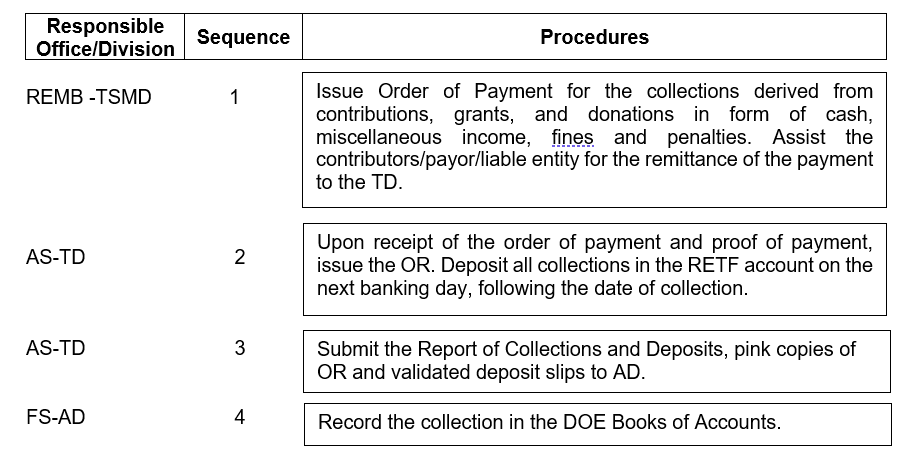 Responsible
Office/Division
Sequence
Procedures
REMB -TSMD
1
Issue Order of Payment for the collections derived from
contributions, grants, and donations in form of cash,
miscellaneous income, fines and penalties. Assist the
contributors/payor/liable entity for the remittance of the payment
to the TD.
AS-TD
2
Upon receipt of the order of payment and proof of payment,
issue the OR. Deposit all collections in the RETF account on the
next banking day, following the date of collection.
AS-TD
3
Submit the Report of Collections and Deposits, pink copies of
OR and validated deposit slips to AD.
FS-AD
4
Record the collection in the DOE Books of Accounts.